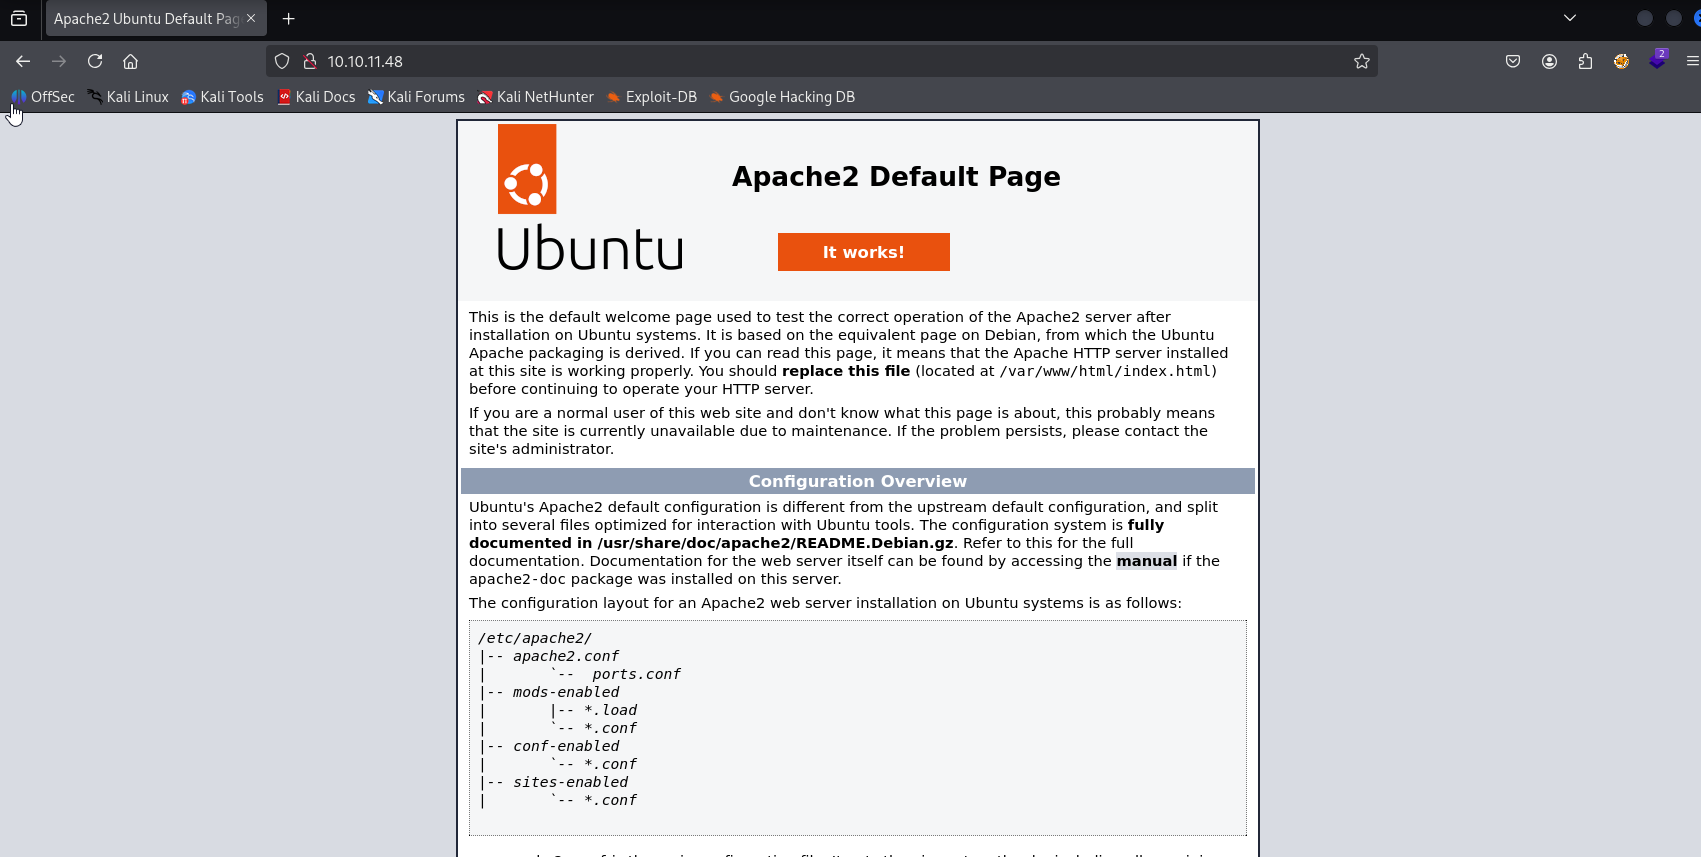 Apache2 Ubuntu Default Pag
10.10.11.48
2
OffSec Kali Linux Kali Tools Kali Docs Kali Forums Kali NetHunter Exploit-DB Google Hacking DB
Apache2 Default Page
Ubuntu
It works!
This is the default welcome page used to test the correct operation of the Apache2 server after
installation on Ubuntu systems. It is based on the equivalent page on Debian, from which the Ubuntu
Apache packaging is derived. If you can read this page, it means that the Apache HTTP server installed
at this site is working properly. You should replace this file (located at /var/www/html/index.html)
before continuing to operate your HTTP server.
If you are a normal user of this web site and don't know what this page is about, this probably means
that the site is currently unavailable due to maintenance. If the problem persists, please contact the
site's administrator.
Configuration Overview
Ubuntu's Apache2 default configuration is different from the upstream default configuration, and split
into several files optimized for interaction with Ubuntu tools. The configuration system is fully
documented in /usr/share/doc/apache2/README.Debian.gz. Refer to this for the full
documentation. Documentation for the web server itself can be found by accessing the manual if the
apache2-doc package was installed on this server.
The configuration layout for an Apache2 web server installation on Ubuntu systems is as follows:
/etc/apache2/
|-- apache2.conf
|       `--  ports.conf
|-- mods-enabled
|       |-- *.load
|       `-- *.conf
|-- conf-enabled
|       `-- *.conf
|-- sites-enabled
|       `-- *.conf